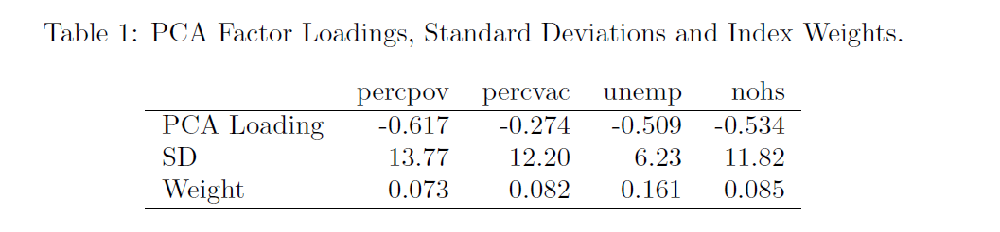 Table 1: PCA Factor Loadings, Standard Deviations and Index Weights.
percpov percvac unemp nohs
PCA Loading -0.617 -0.274 -0.509 -0.534
SD 13.77 12.20 6.23 11.82
Weight 0.073 0.082 0.161 0.085